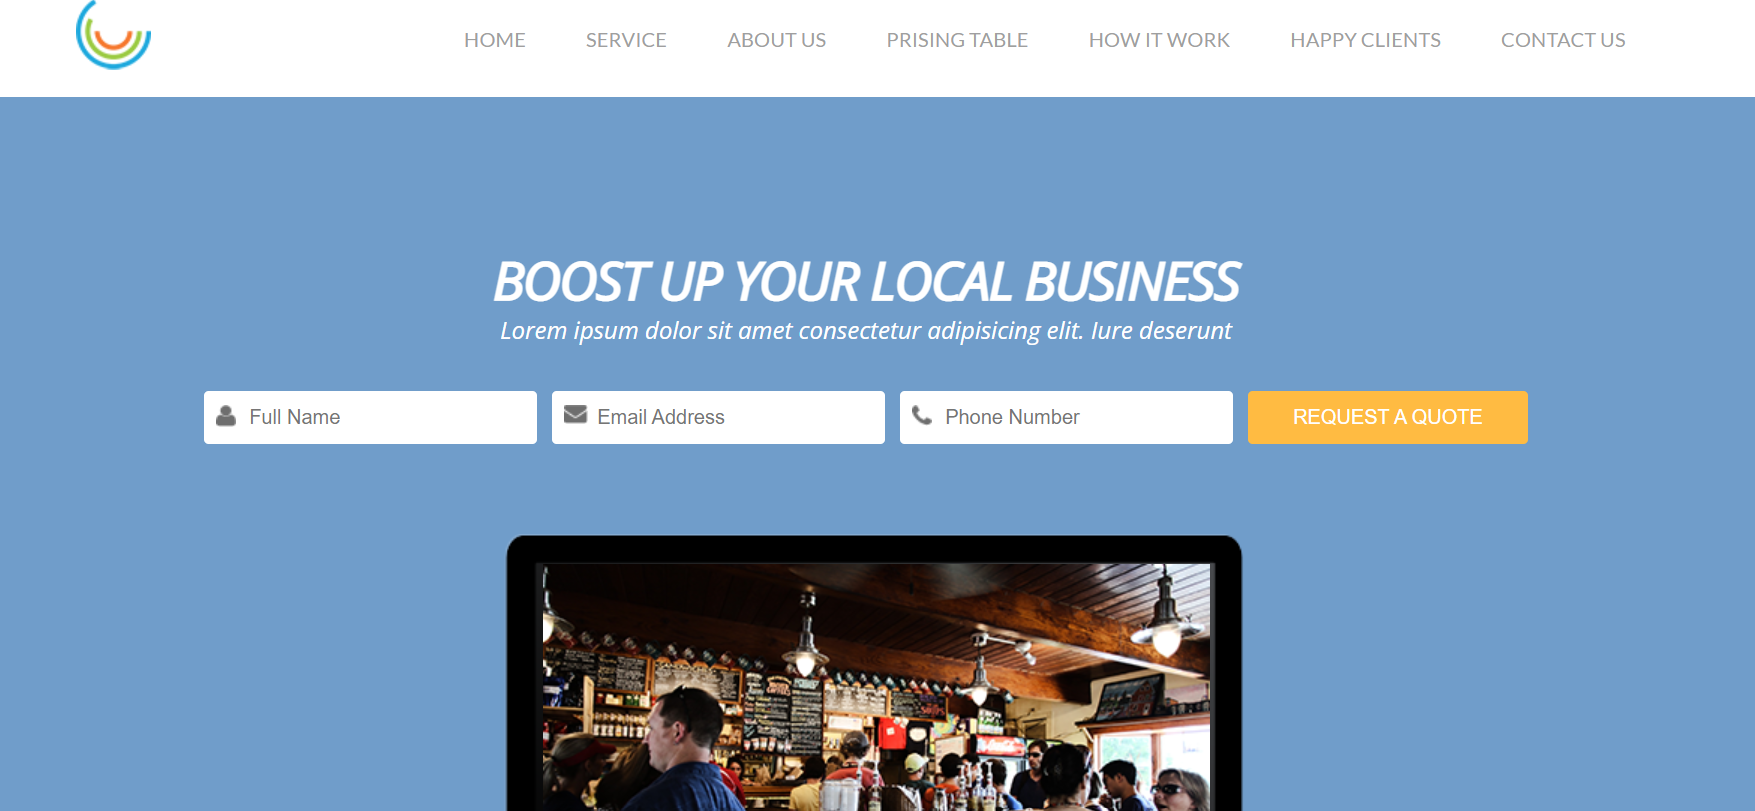 HOME SERVICE ABOUT US PRISING TABLE HOW IT WORK HAPPY CLIENTS CONTACT US
BOOST UP YOUR LOCAL BUSINESS
Lorem ipsum dolor sit amet consectetur adipisicing elit. Iure deserunt
Full Name Email Address Phone Number REQUEST A QUOTE